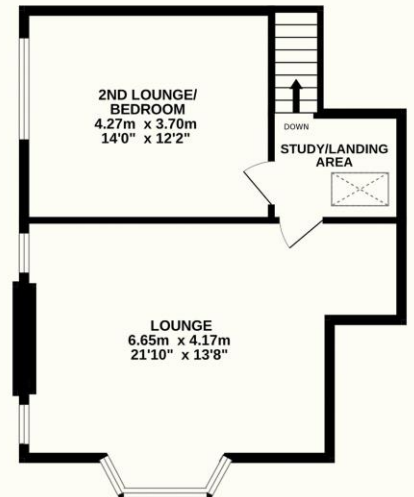 2ND LOUNGE/
BEDROOM
4.27m x 3.70m
14'0" x 12'2"
DOWN
STUDY/LANDING
AREA
LOUNGE
6.65m x 4.17m
21'10" x 13'8"